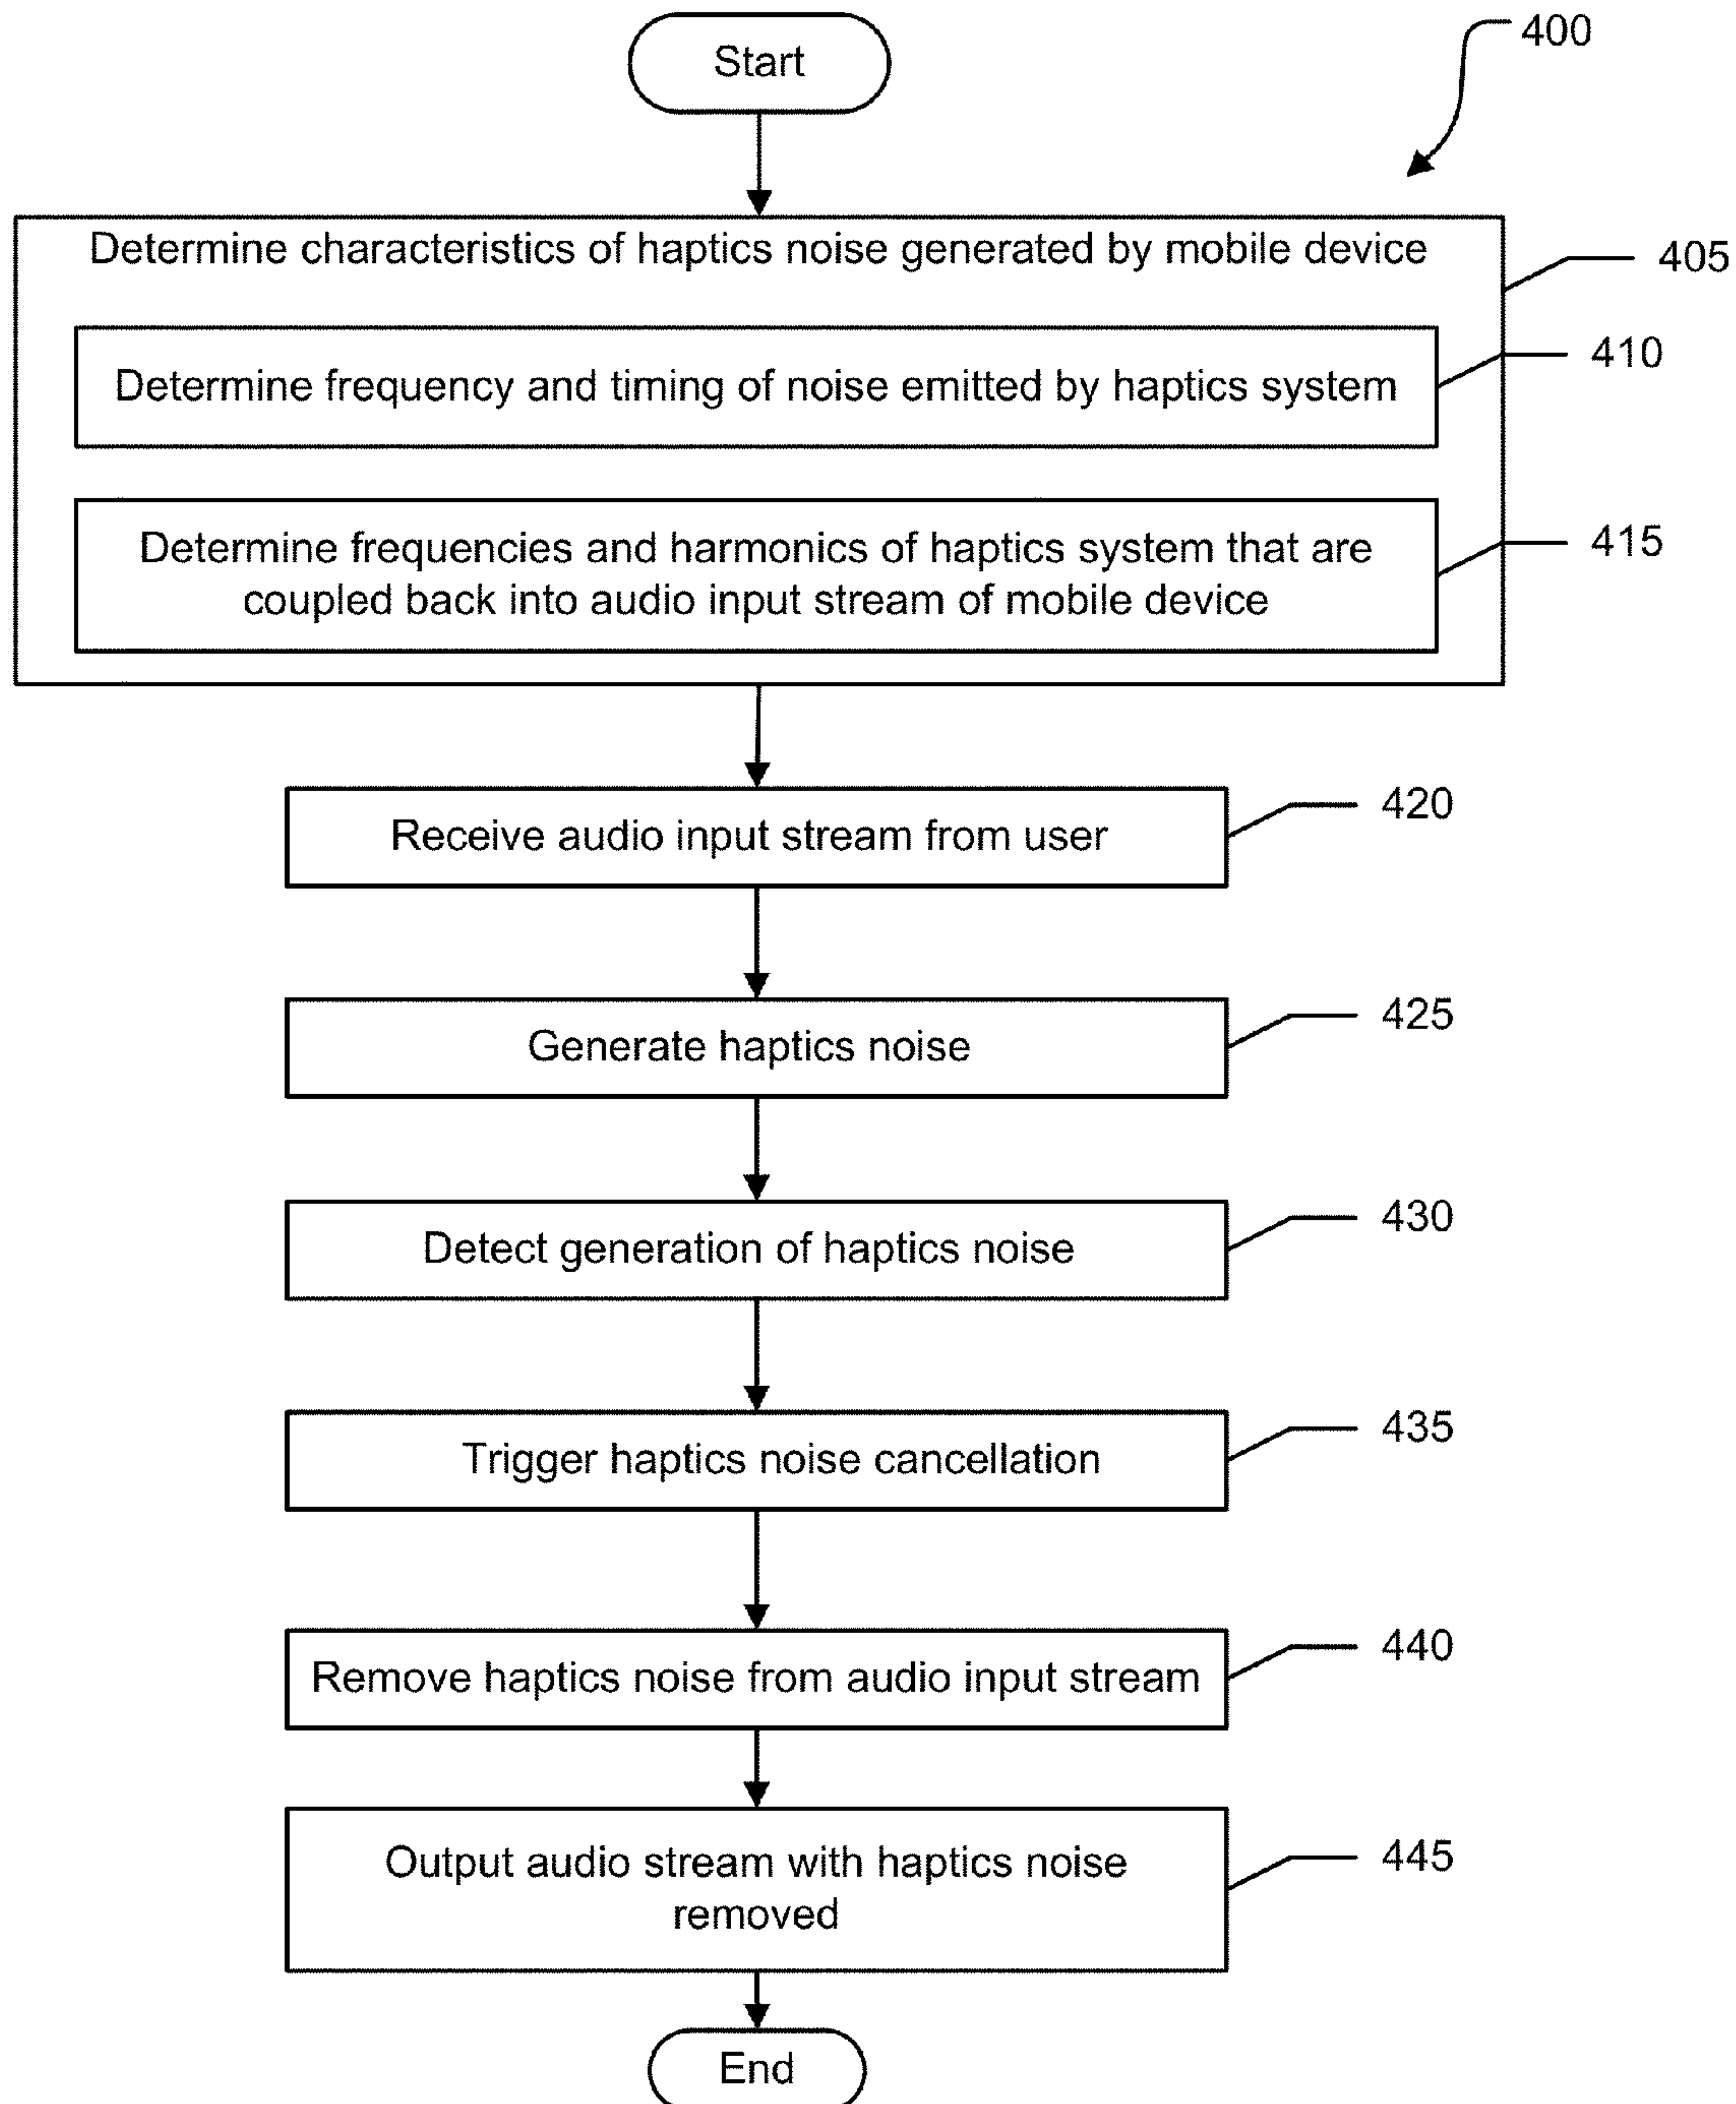 Start
400
Determine characteristics of haptics noise generated by mobile device
405
Determine frequency and timing of noise emitted by haptics system
410
Determine frequencies and harmonics of haptics system that are
coupled back into audio input stream of mobile device
415
Receive audio input stream from user
420
Generate haptics noise
425
Detect generation of haptics noise
430
Trigger haptics noise cancellation
435
Remove haptics noise from audio input stream
440
Output audio stream with haptics noise
removed
445
End